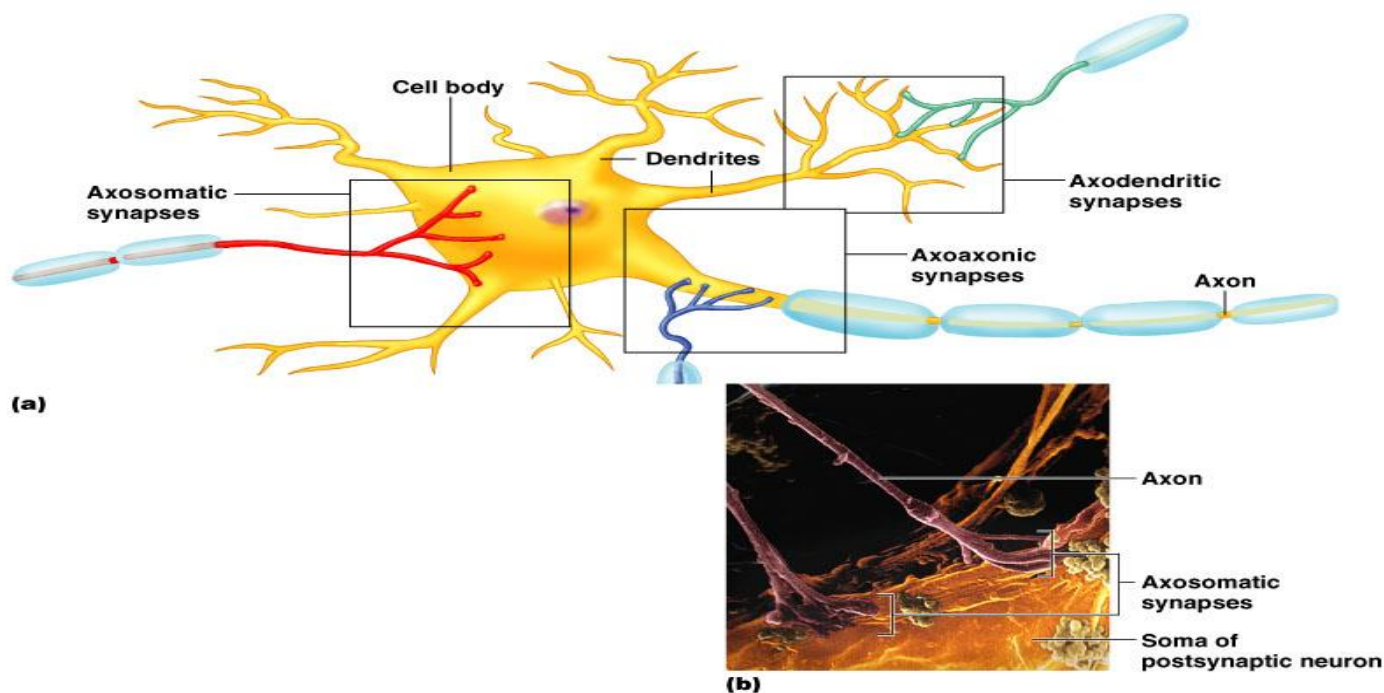 Cell body
Dendrites
Axosomatic
synapses
Axodendritic
synapses
Axoaxonic
synapses
Axon
(a)
Axon
Axosomatic
synapses
Soma of
postsynaptic neuron
(b)